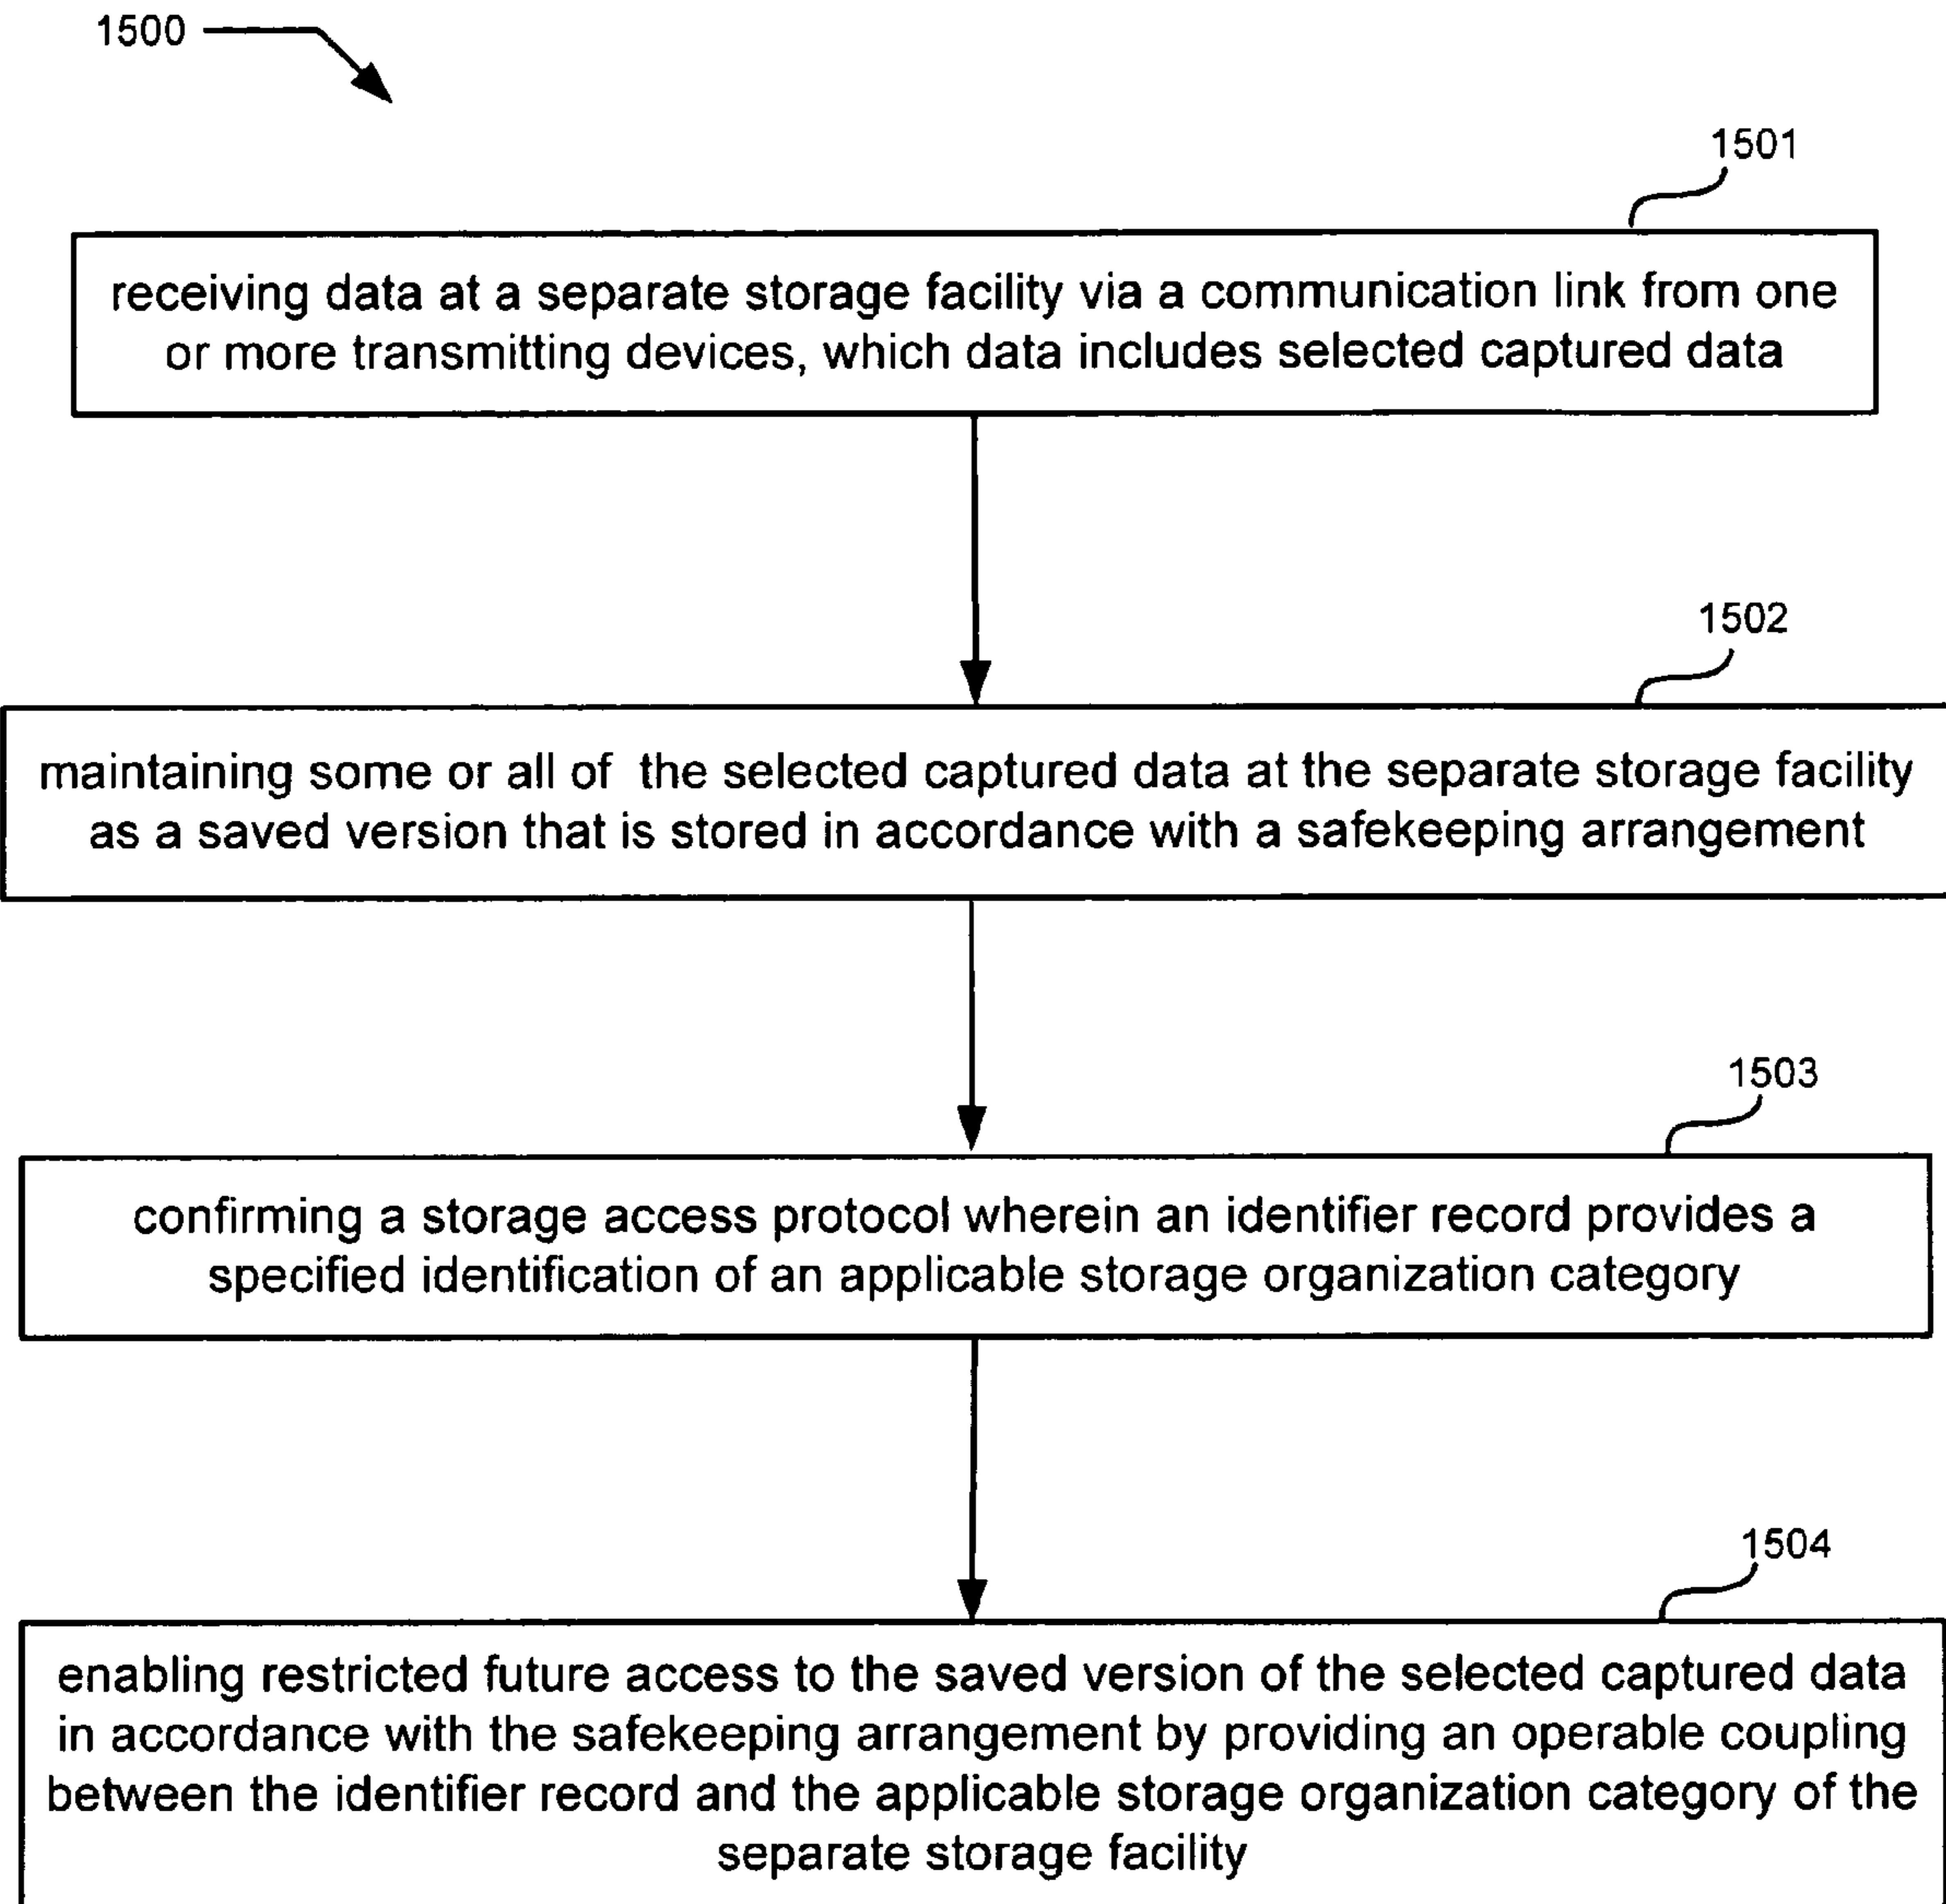 1500
1501
receiving data at a separate storage facility via a communication link from one
or more transmitting devices, which data includes selected captured data
1502
maintaining some or all of the selected captured data at the separate storage facility
as a saved version that is stored in accordance with a safekeeping arrangement
1503
confirming a storage access protocol wherein an identifier record provides a
specified identification of an applicable storage organization category
1504
enabling restricted future access to the saved version of the selected captured data
in accordance with the safekeeping arrangement by providing an operable coupling
between the identifier record and the applicable storage organization category of the
separate storage facility